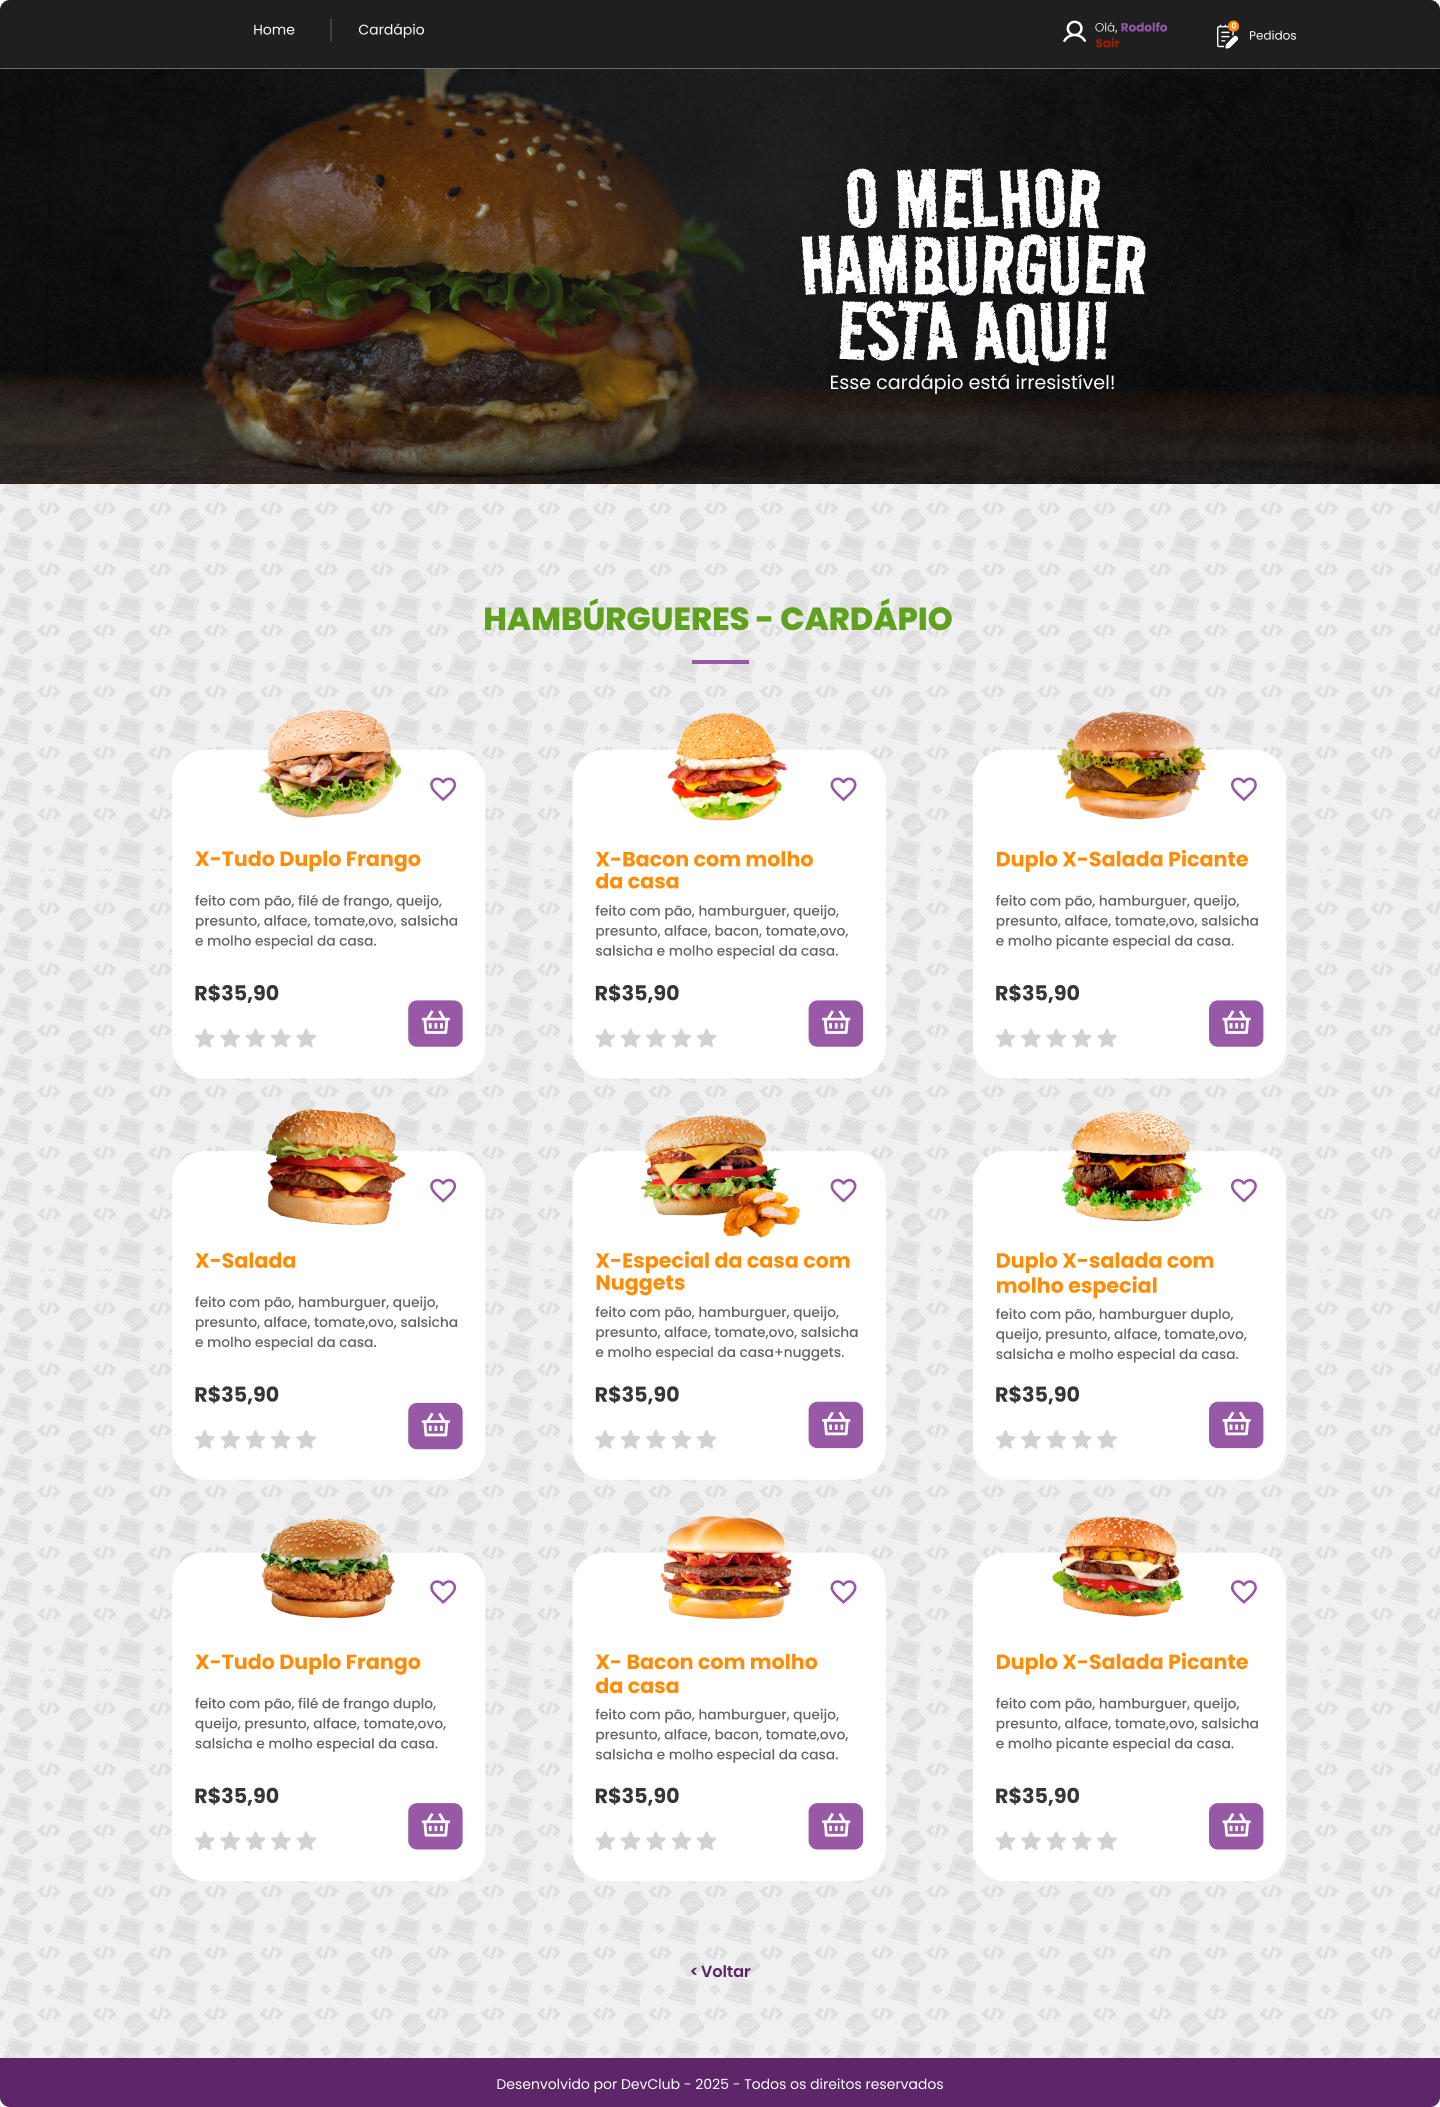 Home
Cardápio
Olá, Rodolfo
Sair
0
Pedidos
O MELHOR
HAMBÚRGUER
ESTÁ AQUI!
Esse cardápio está irresistível!
HAMBÚRGUERES - CARDÁPIO
X-Tudo Duplo Frango
feito com pão, filé de frango, queijo,
presunto, alface, tomate,ovo, salsicha
e molho especial da casa.
R$35,90
X-Bacon com molho
da casa
feito com pão, hamburguer, queijo,
presunto, alface, bacon, tomate,ovo,
salsicha e molho especial da casa.
R$35,90
Duplo X-Salada Picante
feito com pão, hamburguer, queijo,
presunto, alface, tomate,ovo, salsicha
e molho picante especial da casa.
R$35,90
X-Salada
feito com pão, hamburguer, queijo,
presunto, alface, tomate,ovo, salsicha
e molho especial da casa.
R$35,90
X-Especial da casa com
Nuggets
feito com pão, hamburguer, queijo,
presunto, alface, tomate,ovo, salsicha
e molho especial da casa+nuggets.
R$35,90
Duplo X-salada com
molho especial
feito com pão, hamburguer duplo,
queijo, presunto, alface, tomate,ovo,
salsicha e molho especial da casa.
R$35,90
X-Tudo Duplo Frango
feito com pão, filé de frango duplo,
queijo, presunto, alface, tomate,ovo,
salsicha e molho especial da casa.
R$35,90
X- Bacon com molho
da casa
feito com pão, hamburguer, queijo,
presunto, alface, bacon, tomate,ovo,
salsicha e molho especial da casa.
R$35,90
Duplo X-Salada Picante
feito com pão, hamburguer, queijo,
presunto, alface, tomate,ovo, salsicha
e molho picante especial da casa.
R$35,90
< Voltar
Desenvolvido por DevClub - 2025 - Todos os direitos reservados